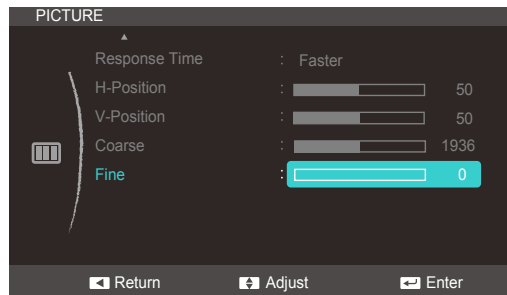 PICTURE
Response Time : Faster
H-Position : 50
V-Position : 50
Coarse : 1936
Fine : 0
Return Adjust Enter